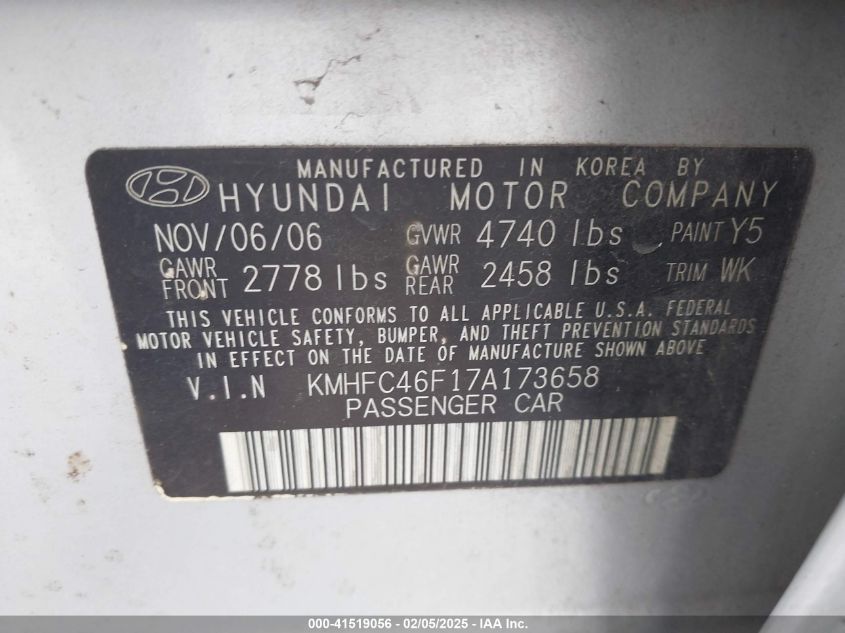 MANUFACTURED IN KOREA BY
HYUNDAI MOTOR COMPANY
NOV/06/06 GVWR 4740 lbs PAINT Y5
GAWR FRONT 2778 lbs GAWR REAR 2458 lbs TRIM WK
THIS VEHICLE CONFORMS TO ALL APPLICABLE U.S.A. FEDERAL
MOTOR VEHICLE SAFETY, BUMPER, AND THEFT PREVENTION STANDARDS
IN EFFECT ON THE DATE OF MANUFACTURE SHOWN ABOVE
V.I.N KMHFC46F17A173658
PASSENGER CAR
000-41519056 - 02/05/2025 - IAA Inc.